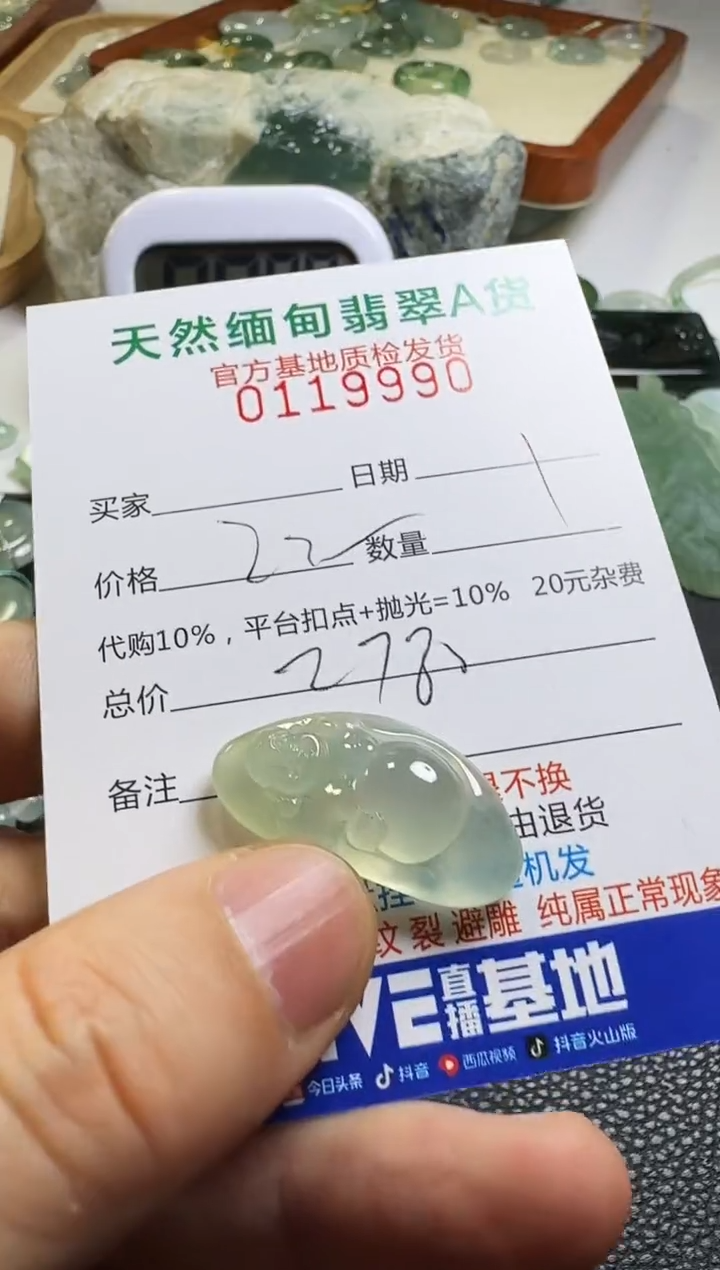 天然缅甸翡翠A货
官方基地质检发货
0119990
买家 日期
价格 数量
代购10%，平台扣点+抛光=10% 20元杂费
总价 278
备注
不换
由退货
机发
纹 裂 避雕 纯属正常现象
VE直播基地
今日头条 抖音 西瓜视频 抖音火山版